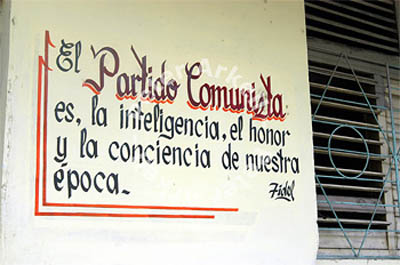 El Partido Comunista
es, la inteligencia, el honor
y la conciencia de nuestra
época.
Fidel